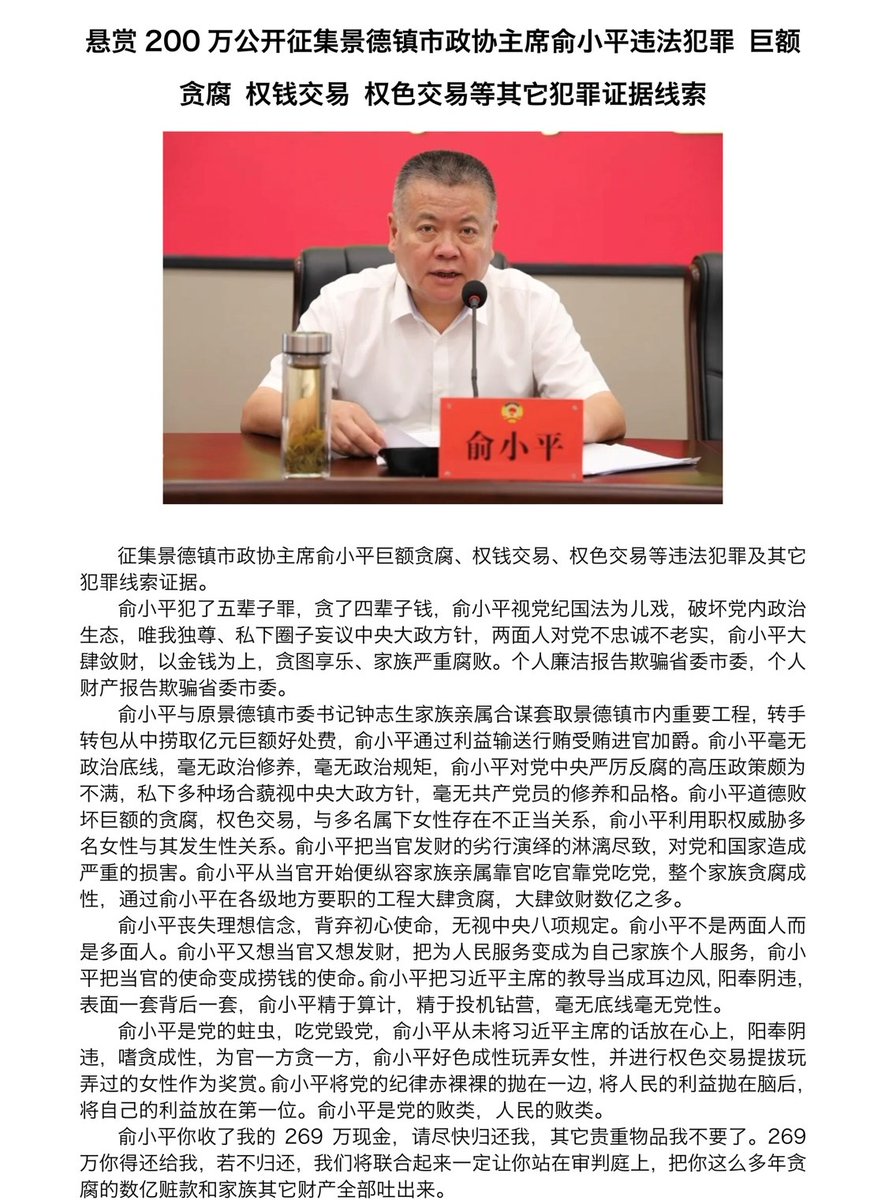 悬赏 200 万公开征集景德镇市政协主席俞小平违法犯罪 巨额
贪腐 权钱交易 权色交易等其它犯罪证据线索
俞小平
征集景德镇市政协主席俞小平巨额贪腐、权钱交易、权色交易等违法犯罪及其它
犯罪线索证据。
俞小平犯了五辈子罪，贪了四辈子钱，俞小平视党纪国法为儿戏，破坏党内政治
生态，唯我独尊、私下圈子妄议中央大政方针，两面人对党不忠诚不老实，俞小平大
肆敛财，以金钱为上，贪图享乐、家族严重腐败。个人廉洁报告欺骗省委市委，个人
财产报告欺骗省委市委。
俞小平与原景德镇市委书记钟志生家族亲属合谋套取景德镇市内重要工程，转手
转包从中捞取亿元巨额好处费，俞小平通过利益输送行贿受贿进官加爵。俞小平毫无
政治底线，毫无政治修养，毫无政治规矩，俞小平对党中央严厉反腐的高压政策颇为
不满，私下多种场合藐视中央大政方针，毫无共产党员的修养和品格。俞小平道德败
坏巨额的贪腐，权色交易，与多名属下女性存在不正当关系，俞小平利用职权威胁多
名女性与其发生性关系。俞小平把当官发财的劣行演绎的淋漓尽致，对党和国家造成
严重的损害。俞小平从当官开始便纵容家族亲属靠官吃官靠党吃党，整个家族贪腐成
性，通过俞小平在各级地方要职的工程大肆贪腐，大肆敛财数亿之多。
俞小平丧失理想信念，背弃初心使命，无视中央八项规定。俞小平不是两面人而
是多面人。俞小平又想当官又想发财，把为人民服务变成为自己家族个人服务，俞小
平把当官的使命变成捞钱的使命。俞小平把习近平主席的教导当成耳边风，阳奉阴违，
表面一套背后一套，俞小平精于算计，精于投机钻营，毫无底线毫无党性。
俞小平是党的蛀虫，吃党毁党，俞小平从未将习近平主席的话放在心上，阳奉阴
违，嗜贪成性，为官一方贪一方，俞小平好色成性玩弄女性，并进行权色交易提拔玩
弄过的女性作为奖赏。俞小平将党的纪律赤裸裸的抛在一边，将人民的利益抛在脑后，
将自己的利益放在第一位。俞小平是党的败类，人民的败类。
俞小平你收了我的 269 万现金，请尽快归还我，其它贵重物品我不要了。269
万你得还给我，若不归还，我们将联合起来一定让你站在审判庭上，把你这么多年贪
腐的数亿赃款和家族其它财产全部吐出来。